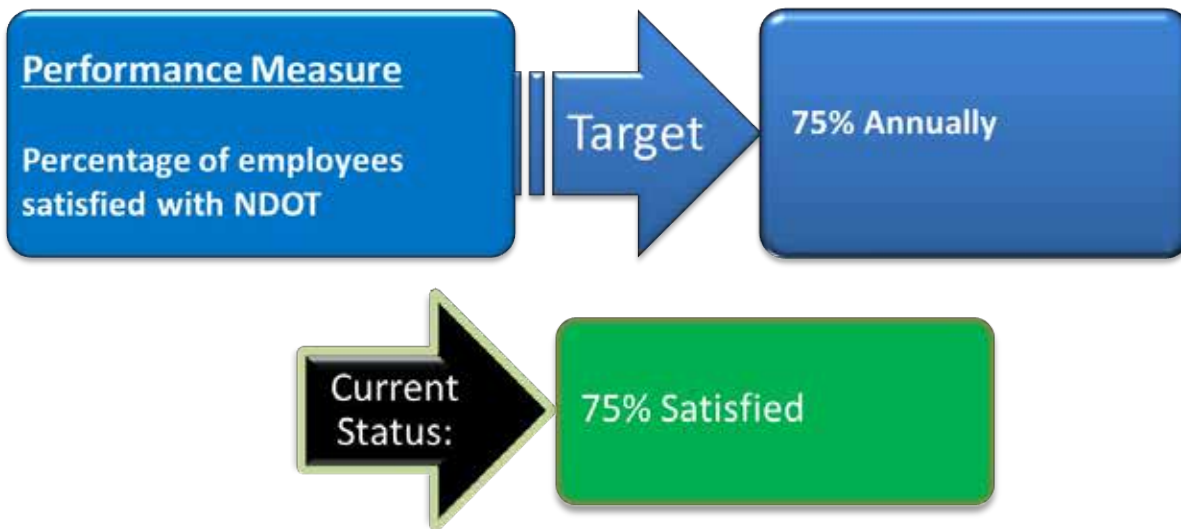 Performance Measure
Percentage of employees
satisfied with NDOT
Target
75% Annually
Current
Status:
75% Satisfied